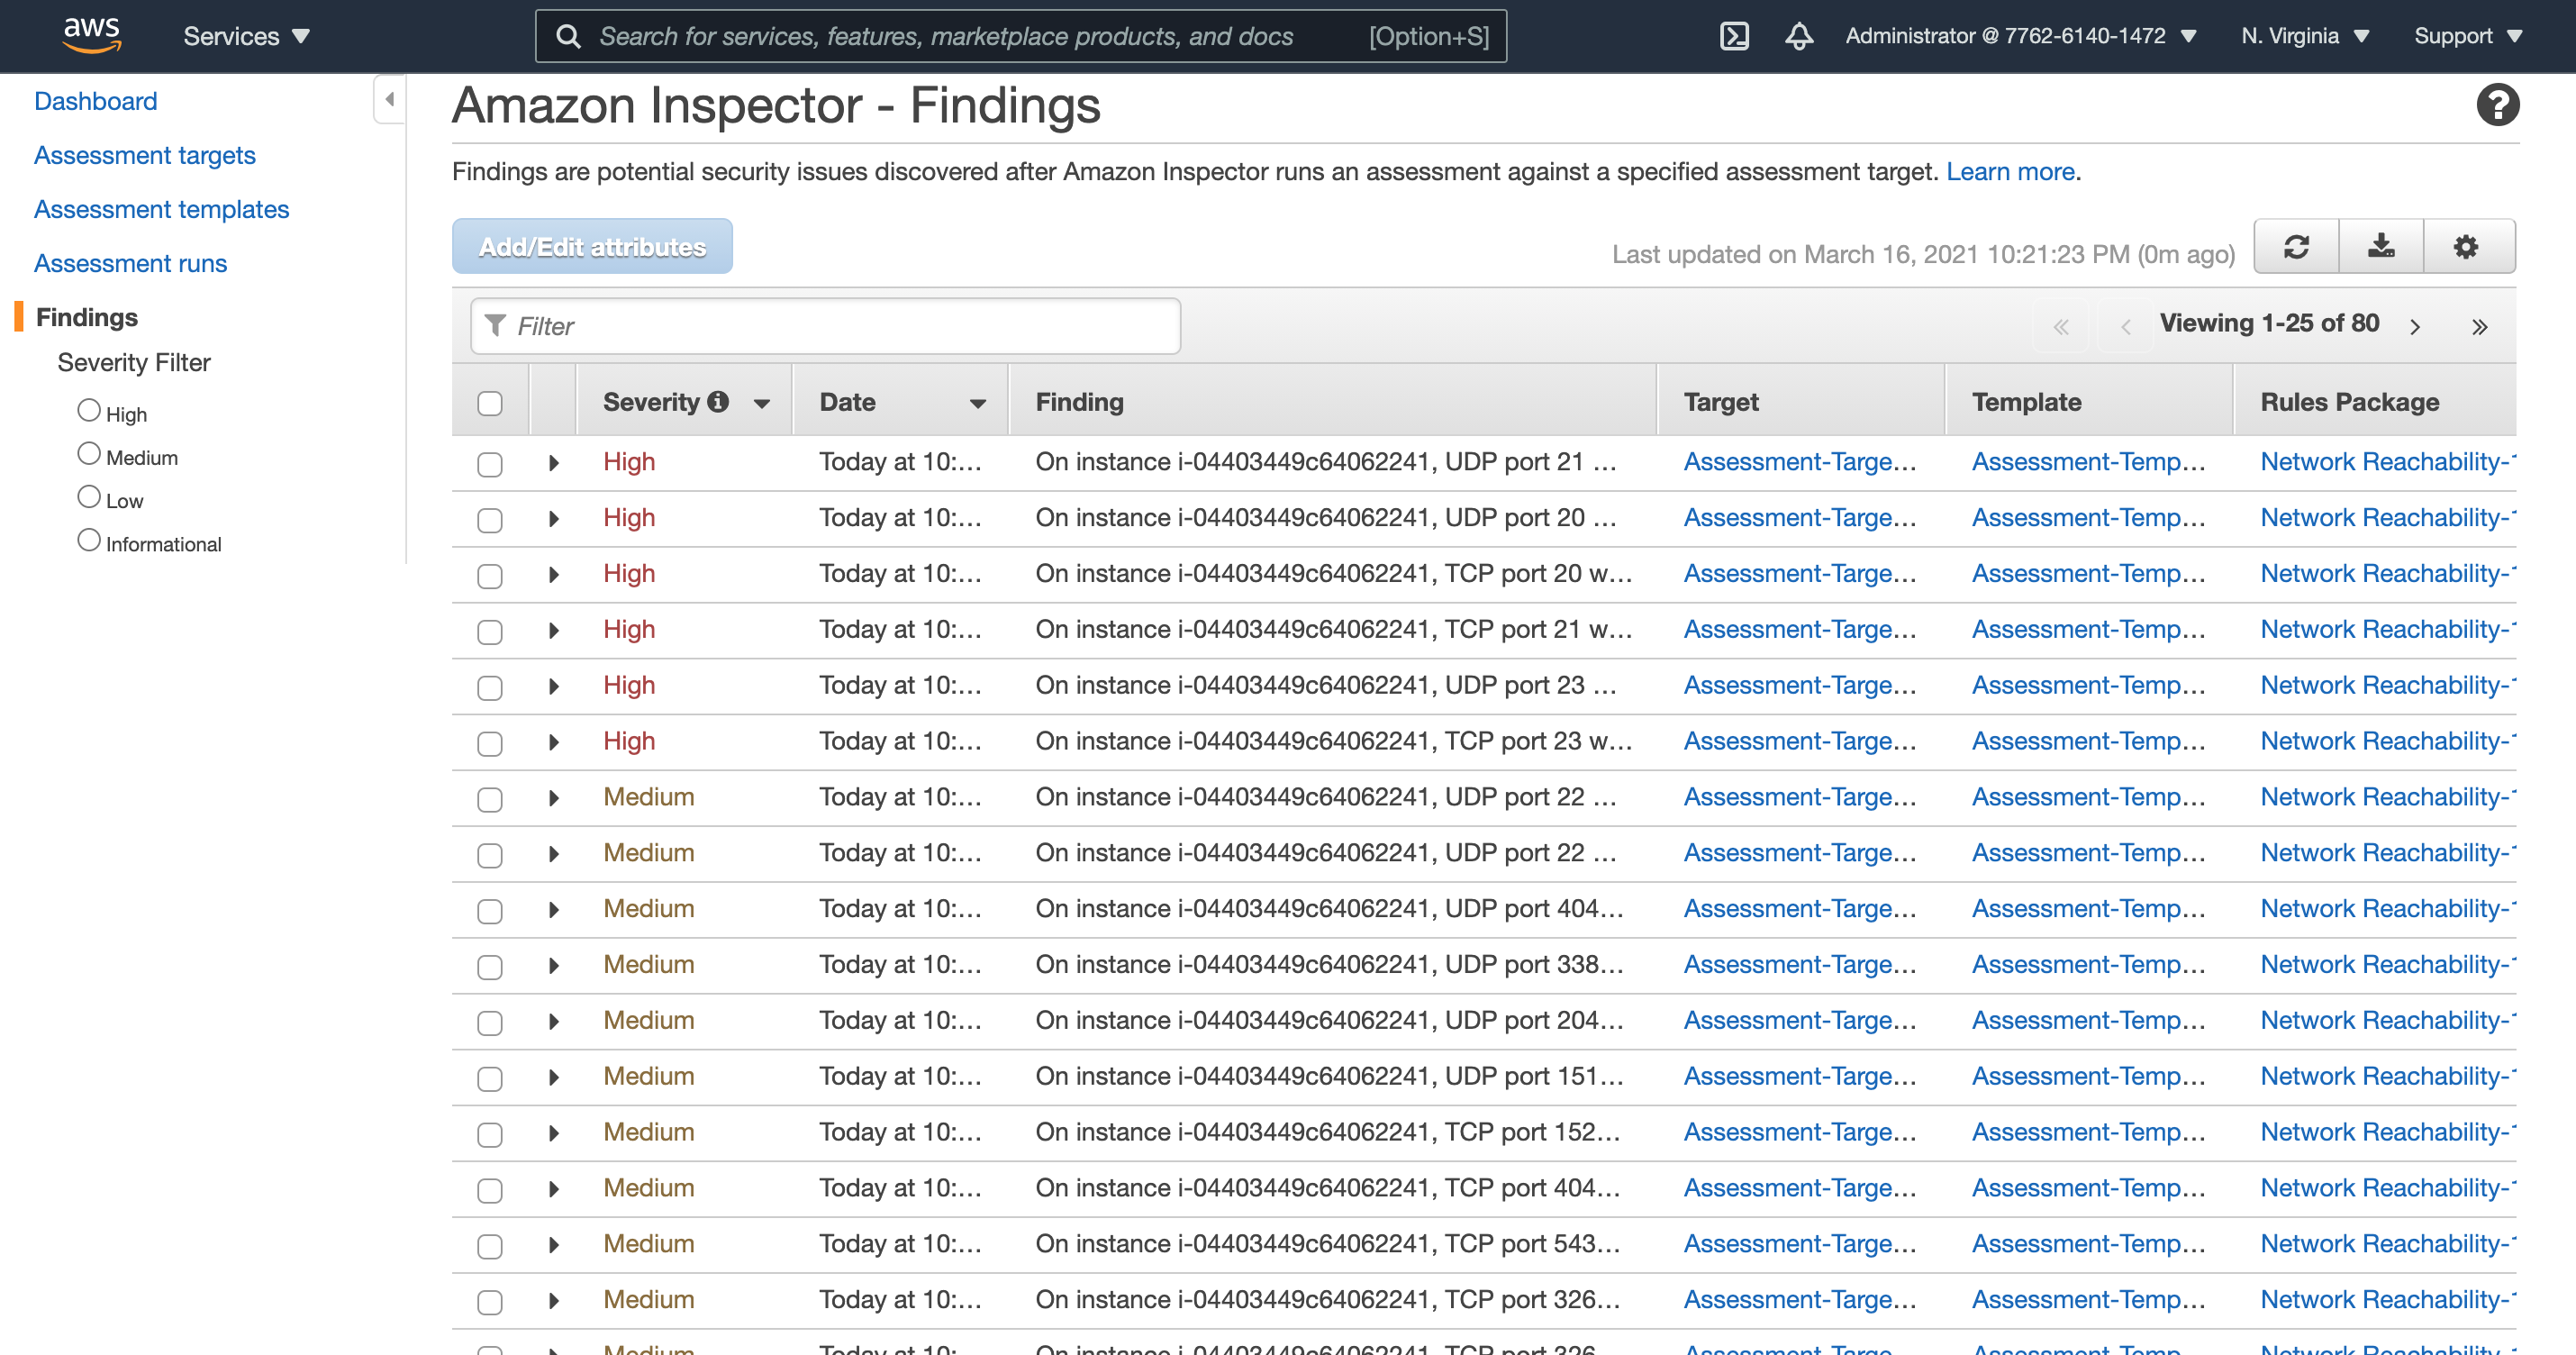 aws
Services
Search for services, features, marketplace products, and docs [Option+S]
Administrator @ 7762-6140-1472
N. Virginia
Support
Dashboard
Assessment targets
Assessment templates
Assessment runs
Findings
Severity Filter
High
Medium
Low
Informational
Amazon Inspector - Findings
Findings are potential security issues discovered after Amazon Inspector runs an assessment against a specified assessment target. Learn more.
Add/Edit attributes
Last updated on March 16, 2021 10:21:23 PM (0m ago)
Filter
Viewing 1-25 of 80
Severity Date Finding Target Template Rules Package
High Today at 10:... On instance i-04403449c64062241, UDP port 21 ... Assessment-Targe... Assessment-Temp... Network Reachability-
High Today at 10:... On instance i-04403449c64062241, UDP port 20 ... Assessment-Targe... Assessment-Temp... Network Reachability-
High Today at 10:... On instance i-04403449c64062241, TCP port 20 w... Assessment-Targe... Assessment-Temp... Network Reachability-
High Today at 10:... On instance i-04403449c64062241, TCP port 21 w... Assessment-Targe... Assessment-Temp... Network Reachability-
High Today at 10:... On instance i-04403449c64062241, UDP port 23 ... Assessment-Targe... Assessment-Temp... Network Reachability-
High Today at 10:... On instance i-04403449c64062241, TCP port 23 w... Assessment-Targe... Assessment-Temp... Network Reachability-
Medium Today at 10:... On instance i-04403449c64062241, UDP port 22 ... Assessment-Targe... Assessment-Temp... Network Reachability-
Medium Today at 10:... On instance i-04403449c64062241, UDP port 22 ... Assessment-Targe... Assessment-Temp... Network Reachability-
Medium Today at 10:... On instance i-04403449c64062241, UDP port 404... Assessment-Targe... Assessment-Temp... Network Reachability-
Medium Today at 10:... On instance i-04403449c64062241, UDP port 338... Assessment-Targe... Assessment-Temp... Network Reachability-
Medium Today at 10:... On instance i-04403449c64062241, UDP port 204... Assessment-Targe... Assessment-Temp... Network Reachability-
Medium Today at 10:... On instance i-04403449c64062241, UDP port 151... Assessment-Targe... Assessment-Temp... Network Reachability-
Medium Today at 10:... On instance i-04403449c64062241, TCP port 152... Assessment-Targe... Assessment-Temp... Network Reachability-
Medium Today at 10:... On instance i-04403449c64062241, TCP port 404... Assessment-Targe... Assessment-Temp... Network Reachability-
Medium Today at 10:... On instance i-04403449c64062241, TCP port 543... Assessment-Targe... Assessment-Temp... Network Reachability-
Medium Today at 10:... On instance i-04403449c64062241, TCP port 326... Assessment-Targe... Assessment-Temp... Network Reachability-
Medium Today at 10: On instance i-04403449c64062241, TCP port 326 Assessment-Targe Assessment-Temp Network Reachability-